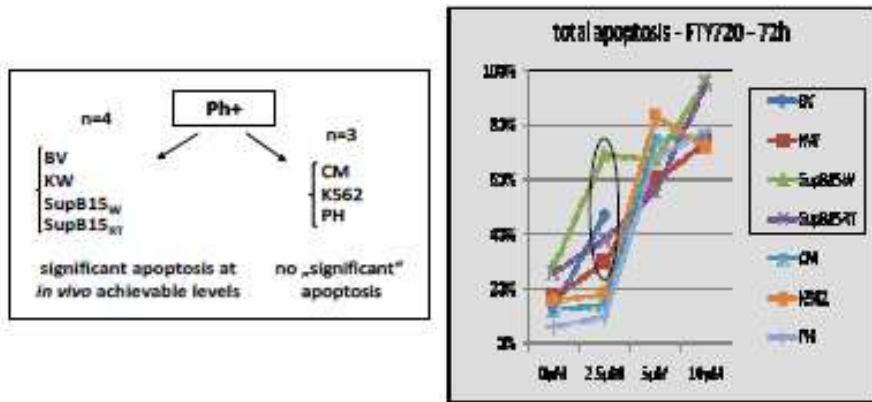 Ph+
n=4
n=3
BV
KW
SupB15W
SupB15RT
CM
K562
PH
significant apoptosis at
in vivo achievable levels
no „significant"
apoptosis
total apoptosis - FTY720 - 72h
100%
80%
60%
40%
20%
0%
0µM
2.5µM
5µM
10µM
BV
KW
SupB15W
SupB15RT
CM
K562
PH